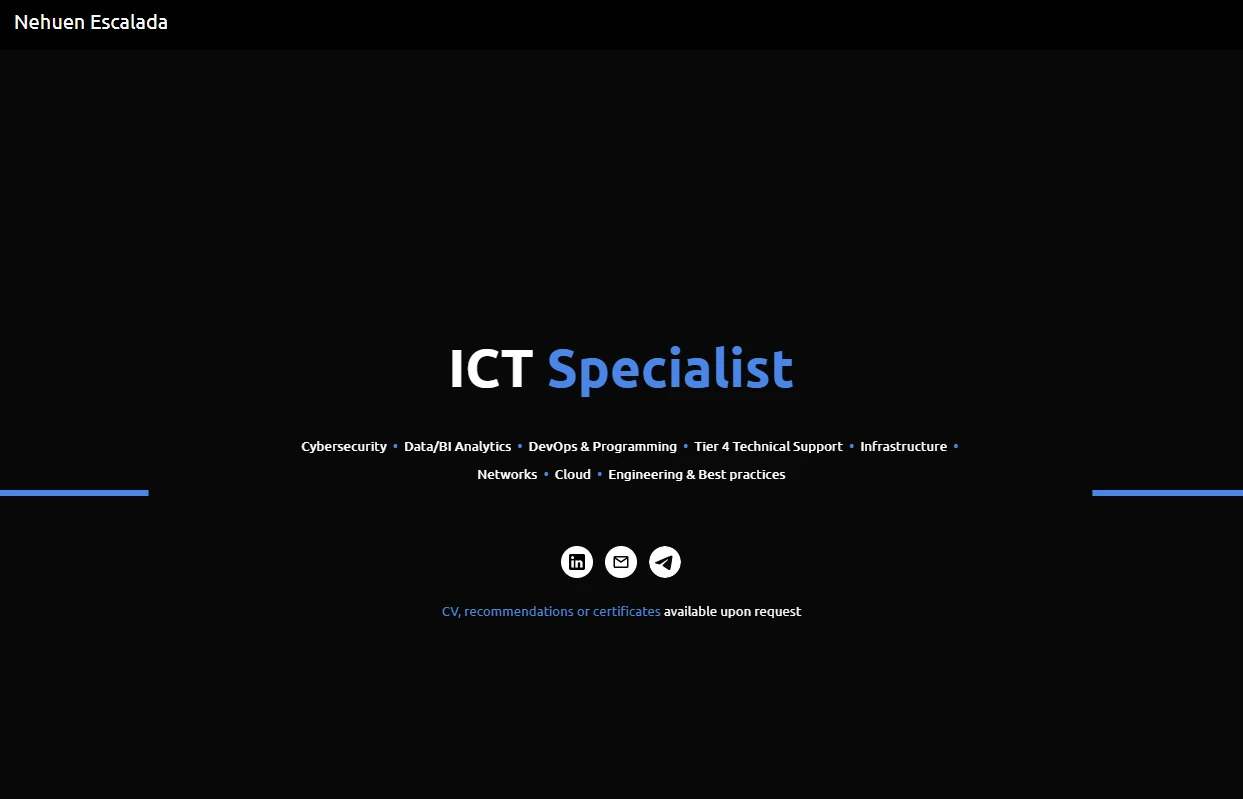 Nehuen Escalada
ICT Specialist
Cybersecurity • Data/BI Analytics • DevOps & Programming • Tier 4 Technical Support • Infrastructure •
Networks • Cloud • Engineering & Best practices
in
CV, recommendations or certificates available upon request